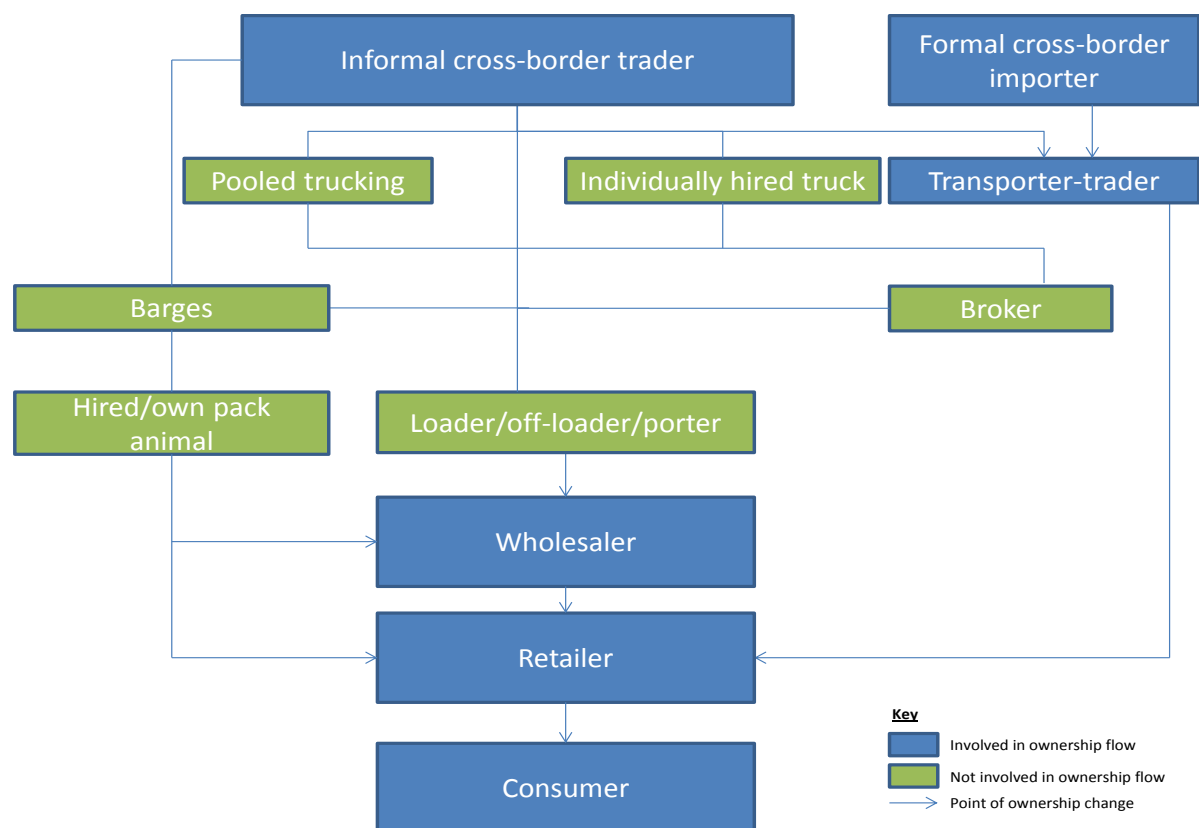 Informal cross-border trader
Formal cross-border
importer
Pooled trucking
Individually hired truck
Transporter-trader
Barges
Broker
Hired/own pack
animal
Loader/off-loader/porter
Wholesaler
Retailer
Consumer
Key
Involved in ownership flow
Not involved in ownership flow
Point of ownership change